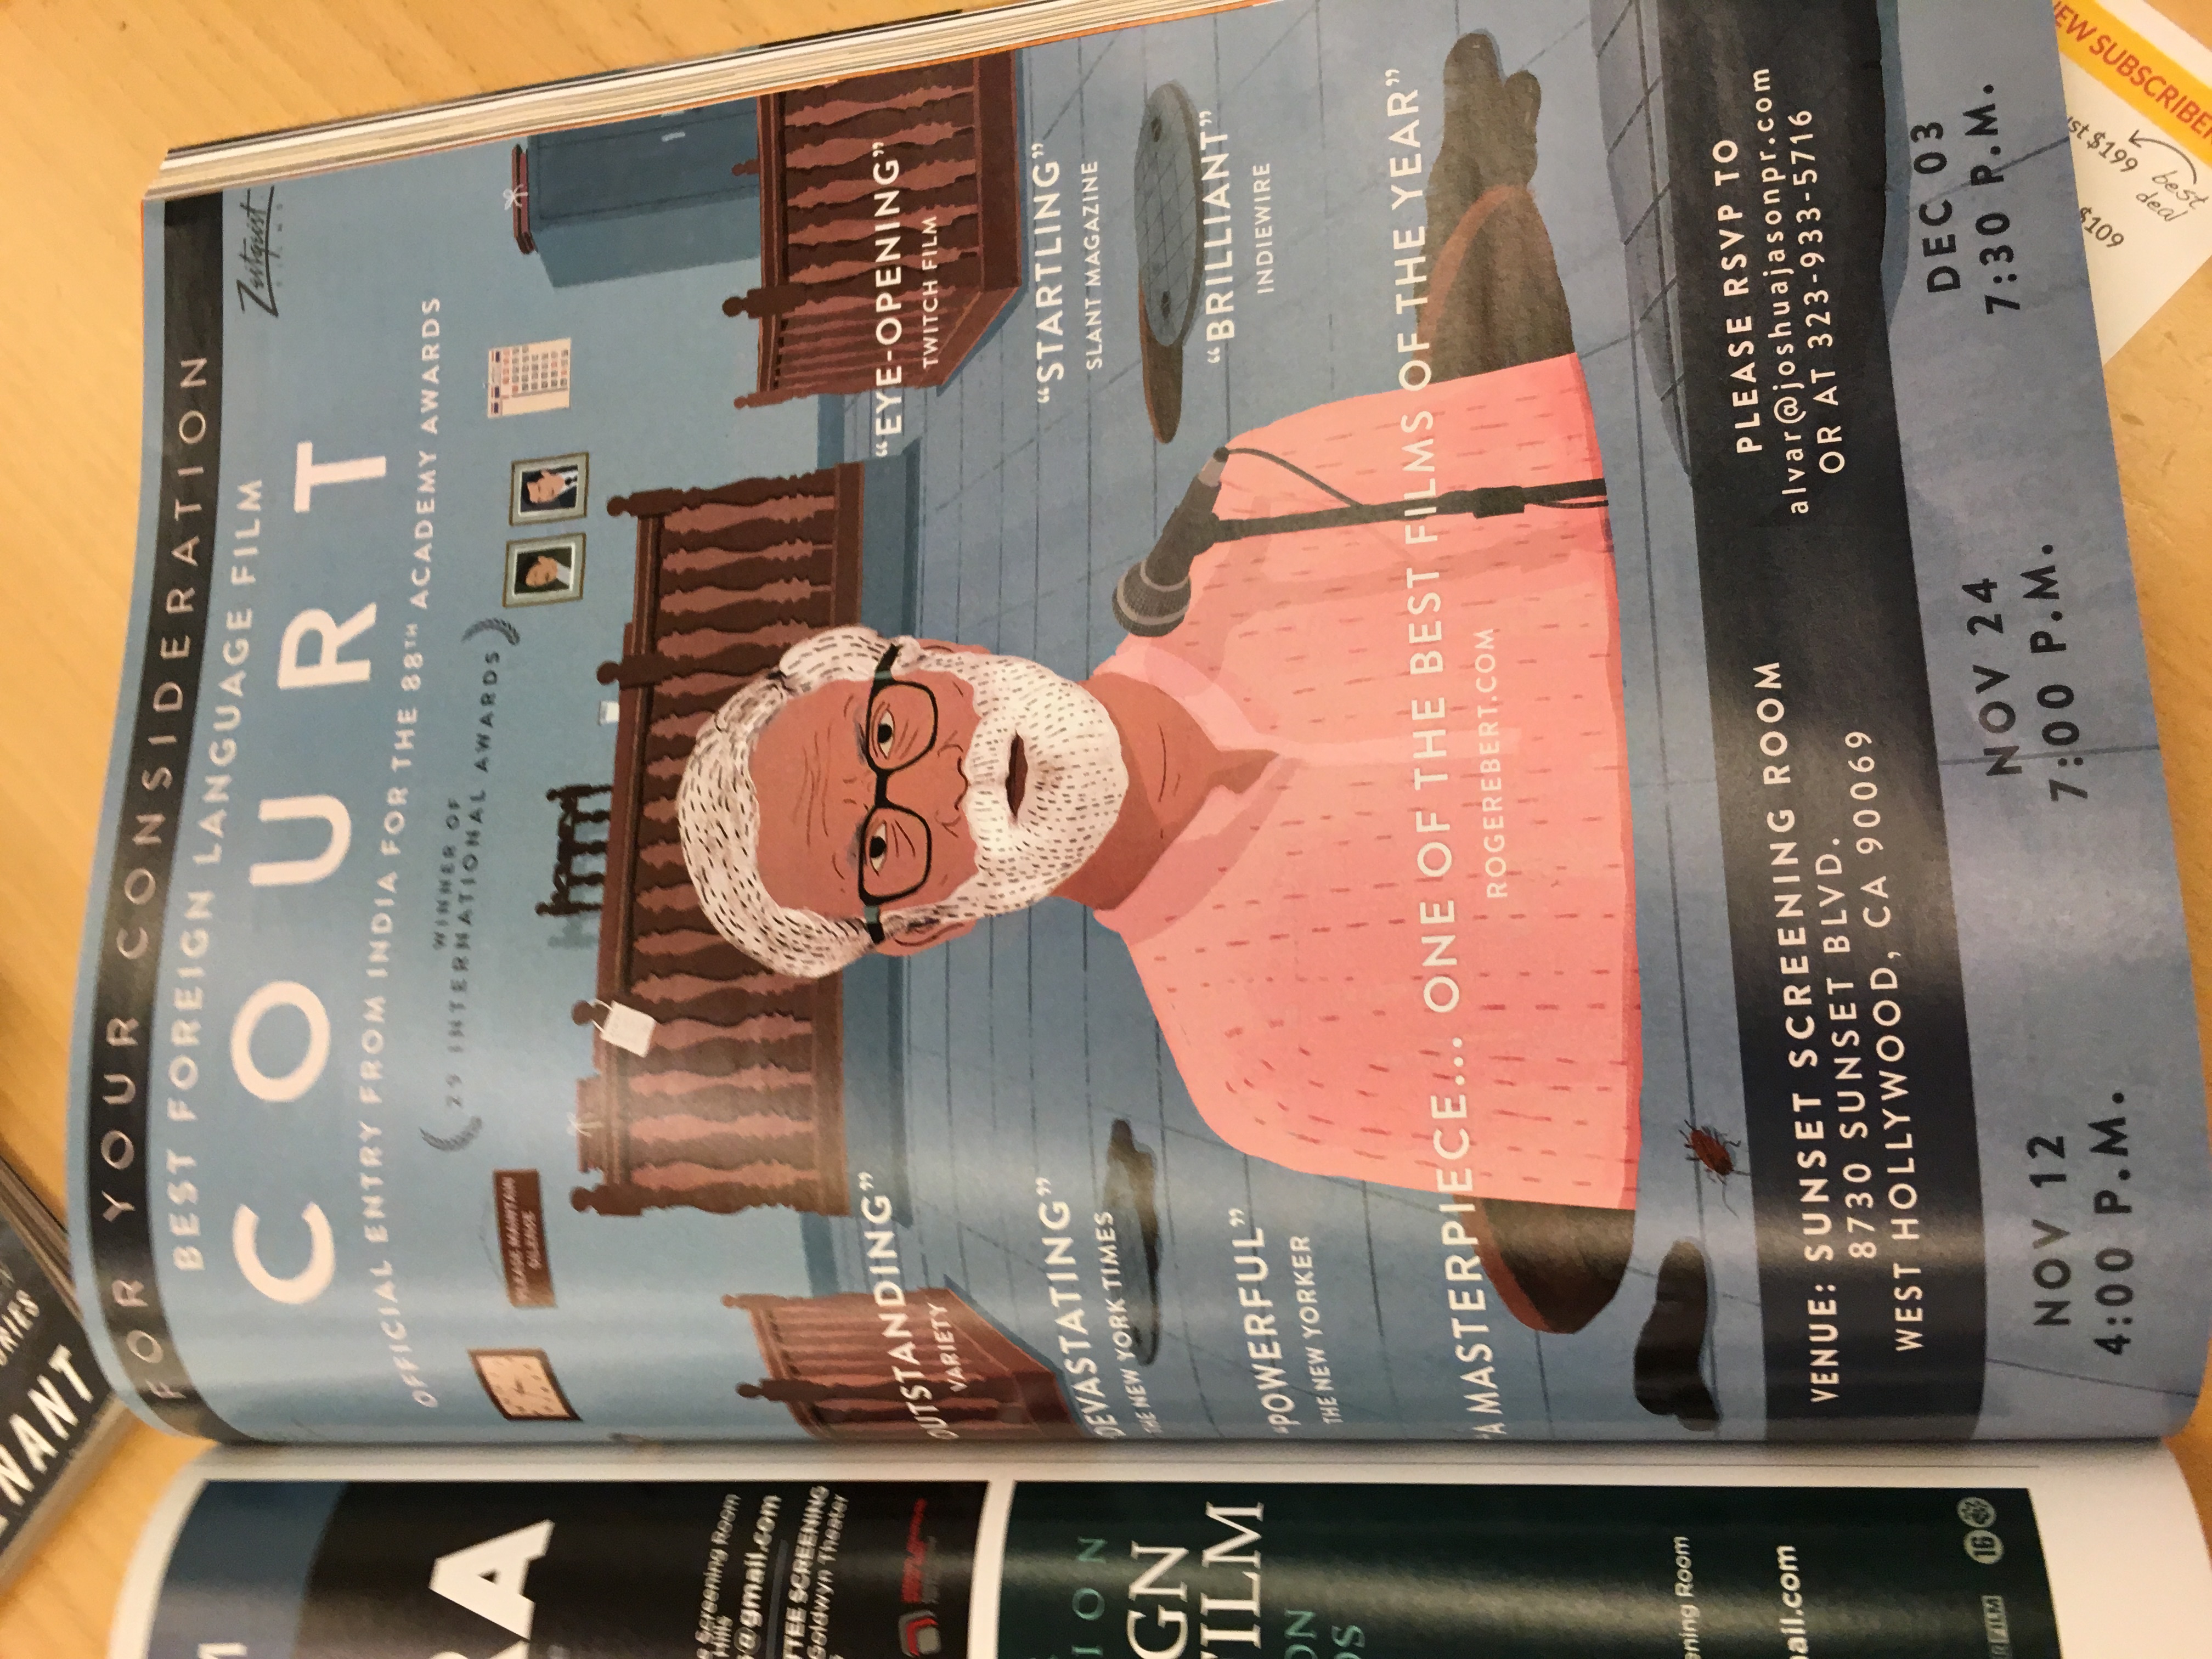 NANT
FOR YOUR CONSIDERATION
BEST FOREIGN LANGUAGE FILM
Zeitgeist
FILMS
COURT
OFFICIAL ENTRY FROM INDIA FOR THE 88TH ACADEMY AWARDS
WINNER OF
29 INTERNATIONAL AWARDS
PLEASE MAINTAIN
SILENCE
OUTSTANDING”
VARIETY
“EYE-OPENING”
TWITCH FILM
DEVASTATING”
THE NEW YORK TIMES
“STARTLING”
SLANT MAGAZINE
“POWERFUL”
THE NEW YORKER
“BRILLIANT”
INDIEWIRE
“A MASTERPIECE... ONE OF THE BEST FILMS OF THE YEAR”
ROGEREBERT.COM
VENUE: SUNSET SCREENING ROOM
8730 SUNSET BLVD.
WEST HOLLYWOOD, CA 90069
PLEASE RSVP TO
alvar@joshuajasonpr.com
OR AT 323-933-5716
NOV 12
4:00 P.M.
NOV 24
7:00 P.M.
DEC 03
7:30 P.M.
M
RA
Screening Room
Hills
@gmail.com
TTEE SCREENING
Goldwyn Theater
ION
GN
FILM
ON
DS
ening Room
ail.com
FILM
16
EW SUBSCRIBE
$199
best
deal
$109